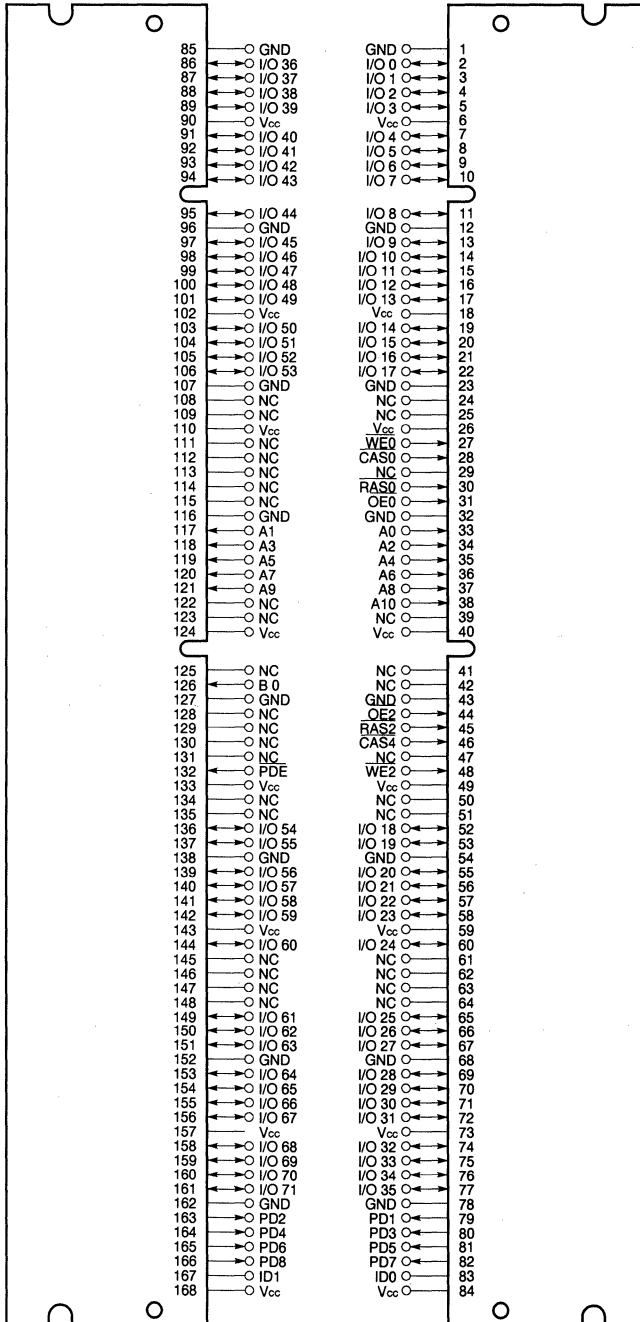 85 GND GND 1
86 I/O 36 I/O 0 2
87 I/O 37 I/O 1 3
88 I/O 38 I/O 2 4
89 I/O 39 I/O 3 5
90 Vcc Vcc 6
91 I/O 40 I/O 4 7
92 I/O 41 I/O 5 8
93 I/O 42 I/O 6 9
94 I/O 43 I/O 7 10
95 I/O 44 I/O 8 11
96 GND GND 12
97 I/O 45 I/O 9 13
98 I/O 46 I/O 10 14
99 I/O 47 I/O 11 15
100 I/O 48 I/O 12 16
101 I/O 49 I/O 13 17
102 Vcc Vcc 18
103 I/O 50 I/O 14 19
104 I/O 51 I/O 15 20
105 I/O 52 I/O 16 21
106 I/O 53 I/O 17 22
107 GND GND 23
108 NC NC 24
109 NC NC 25
110 Vcc Vcc 26
111 NC WE0 27
112 NC CAS0 28
113 NC NC 29
114 NC RAS0 30
115 NC OE0 31
116 GND GND 32
117 A1 A0 33
118 A3 A2 34
119 A5 A4 35
120 A7 A6 36
121 A9 A8 37
122 NC A10 38
123 NC NC 39
124 Vcc Vcc 40
125 NC NC 41
126 B 0 NC 42
127 GND GND 43
128 NC OE2 44
129 NC RAS2 45
130 NC CAS4 46
131 NC NC 47
132 PDE WE2 48
133 Vcc Vcc 49
134 NC NC 50
135 NC NC 51
136 I/O 54 I/O 18 52
137 I/O 55 I/O 19 53
138 GND GND 54
139 I/O 56 I/O 20 55
140 I/O 57 I/O 21 56
141 I/O 58 I/O 22 57
142 I/O 59 I/O 23 58
143 Vcc Vcc 59
144 I/O 60 I/O 24 60
145 NC NC 61
146 NC NC 62
147 NC NC 63
148 NC NC 64
149 I/O 61 I/O 25 65
150 I/O 62 I/O 26 66
151 I/O 63 I/O 27 67
152 GND GND 68
153 I/O 64 I/O 28 69
154 I/O 65 I/O 29 70
155 I/O 66 I/O 30 71
156 I/O 67 I/O 31 72
157 Vcc Vcc 73
158 I/O 68 I/O 32 74
159 I/O 69 I/O 33 75
160 I/O 70 I/O 34 76
161 I/O 71 I/O 35 77
162 GND GND 78
163 PD2 PD1 79
164 PD4 PD3 80
165 PD6 PD5 81
166 PD8 PD7 82
167 ID1 ID0 83
168 Vcc Vcc 84